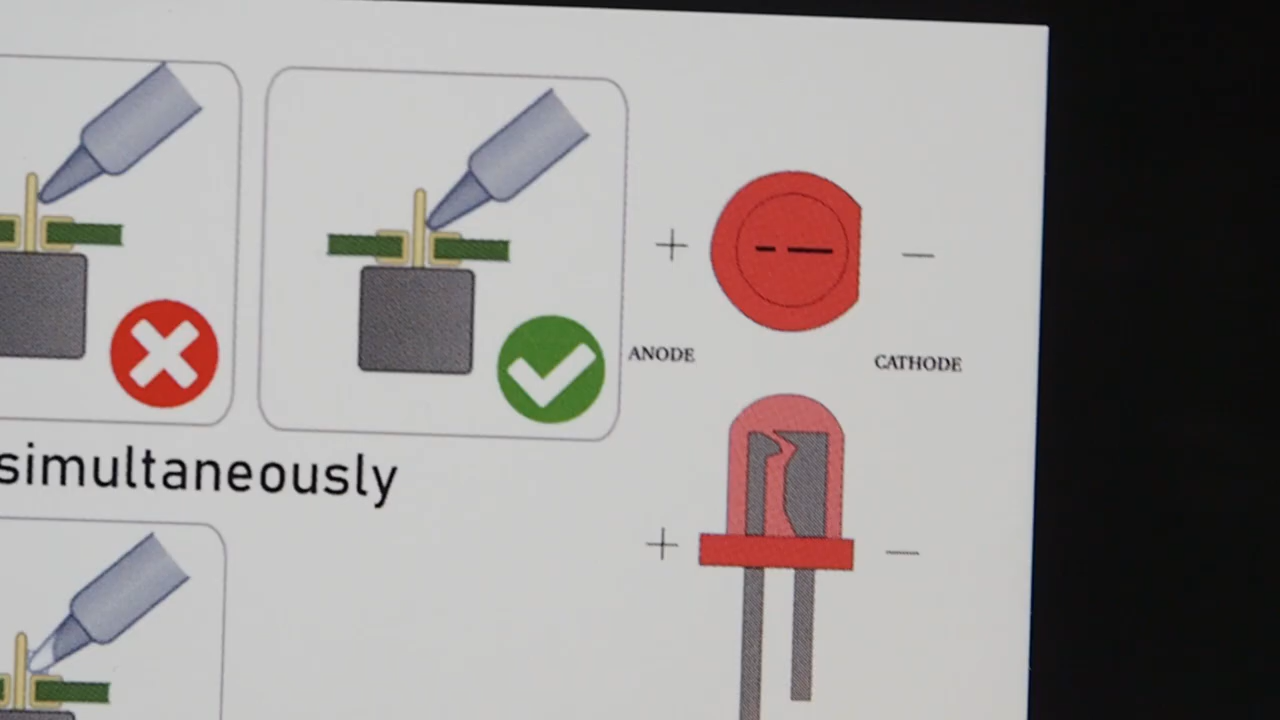 + –
ANODE CATHODE
simultaneously
+ –